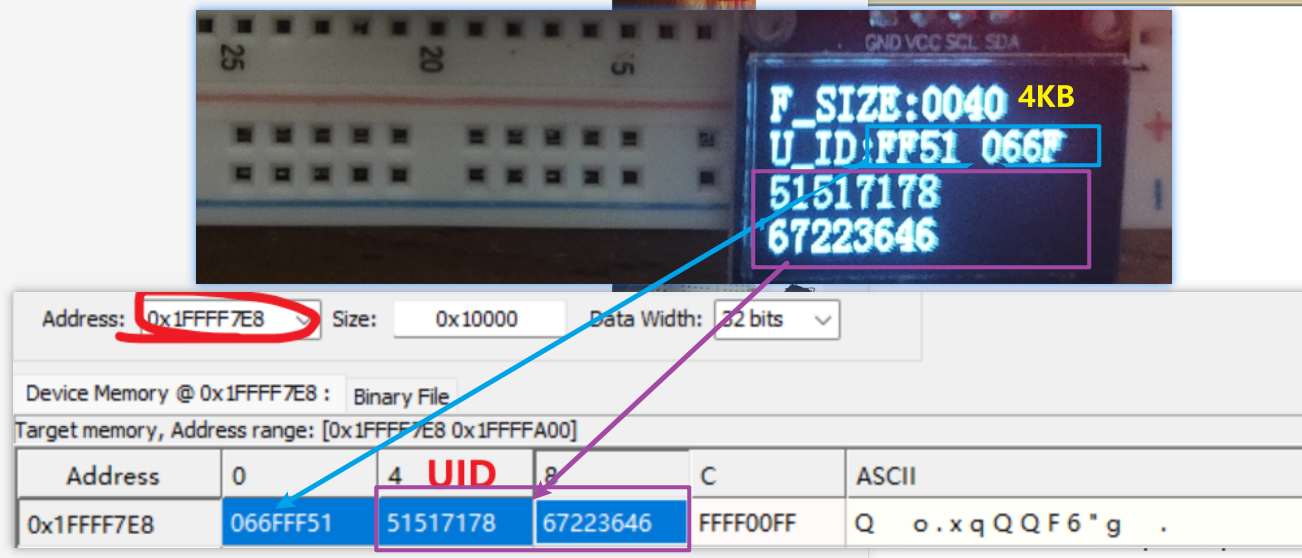 25 20 15
GND VCC SCL SDA
F_SIZE:0040 4KB
U_ID:FF51 066F
51517178
67223646
Address: 0x1FFFF7E8 Size: 0x10000 Data Width: 32 bits
Device Memory @ 0x1FFFF7E8 : Binary File
Target memory, Address range: [0x1FFFF7E8 0x1FFFFA00]
Address 0 4 UID 8 C ASCII
0x1FFFF7E8 066FFF51 51517178 67223646 FFFF00FF Q o.xqQQF6"g .